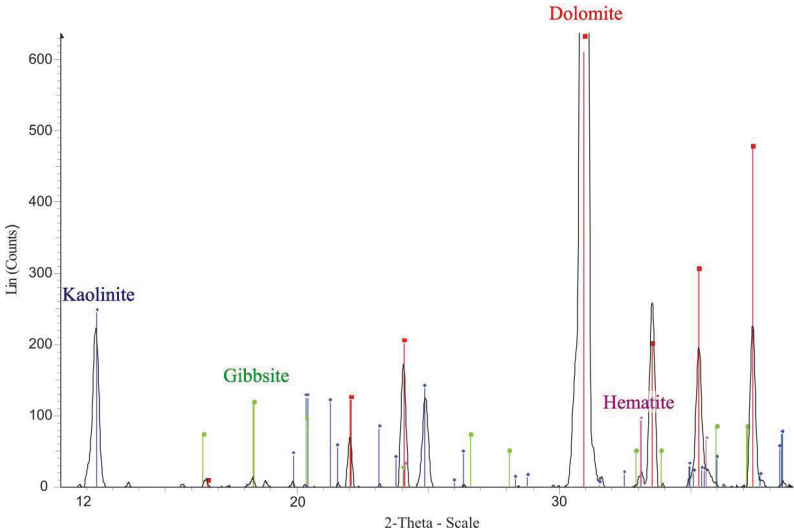 Dolomite
600
500
400
300
200
100
0
Lin (Counts)
Kaolinite
Gibbsite
Hematite
12
20
30
2-Theta - Scale